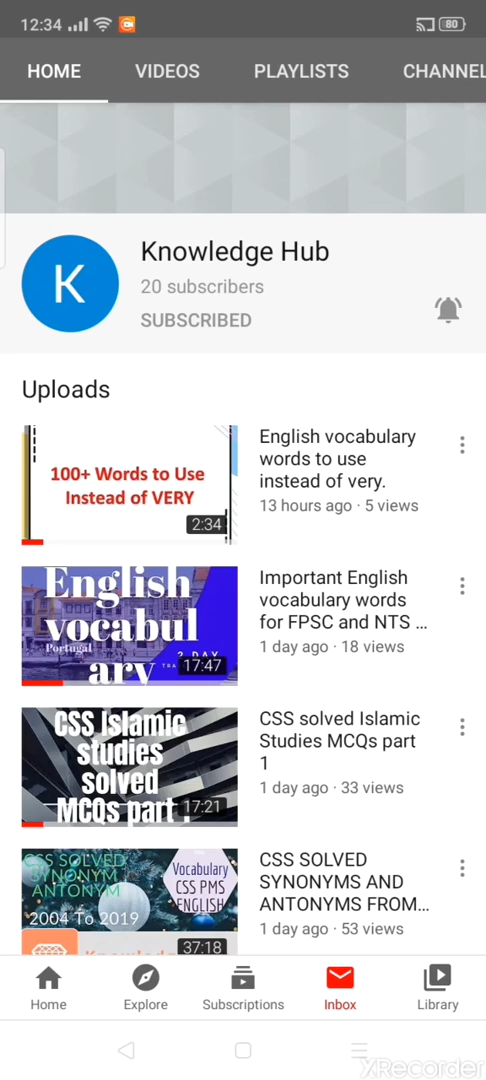 12:34
80
HOME VIDEOS PLAYLISTS CHANNEL
K
Knowledge Hub
20 subscribers
SUBSCRIBED
Uploads
100+ Words to Use
Instead of VERY
2:34
English vocabulary
words to use
instead of very.
13 hours ago · 5 views
English
vocabul
ary
Portugal
17:47
Important English
vocabulary words
for FPSC and NTS ...
1 day ago · 18 views
CSS Islamic
studies
solved
MCQs part
17:21
CSS solved Islamic
Studies MCQs part
1
1 day ago · 33 views
CSS SOLVED
SYNONYM
ANTONYM
2004 To 2019
Vocabulary
CSS PMS
ENGLISH
37:18
CSS SOLVED
SYNONYMS AND
ANTONYMS FROM...
1 day ago · 53 views
Home Explore Subscriptions Inbox Library
XRecorder